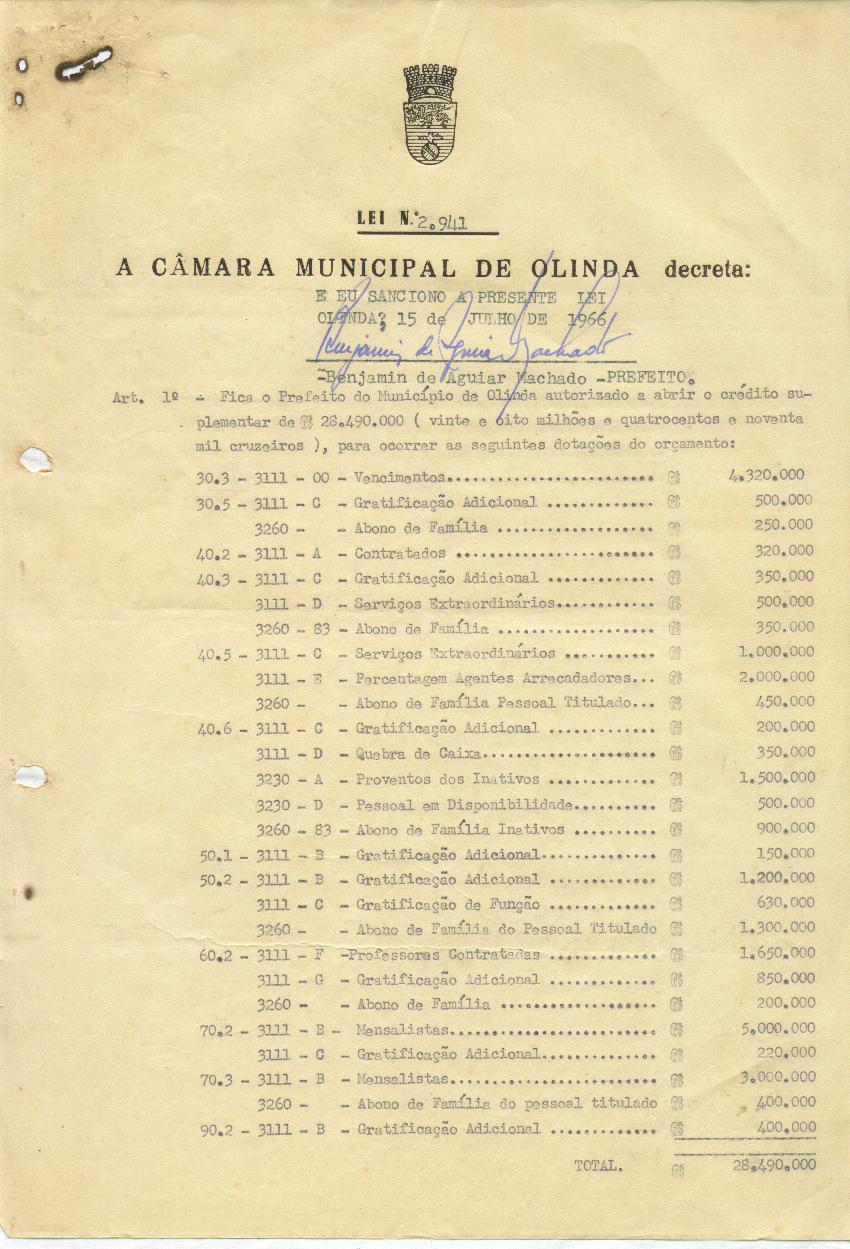 LEI N.º 2.941
A CÂMARA MUNICIPAL DE OLINDA decreta:
E EU SANCIONO A PRESENTE LEI
OLINDA, 15 de JULHO DE 1966
Benjamin de Aguiar Machado
-Benjamin de Aguiar Machado -PREFEITO.
Art. 1º - Fica o Prefeito do Município de Olinda autorizado a abrir o crédito su-
plementar de Cr$ 28.490.000 ( vinte e oito milhões e quatrocentos e noventa
mil cruzeiros ), para ocorrer as seguintes dotações do orçamento:
30.3 - 3111 - 00 - Vencimentos.......................... Cr$ 4.320.000
30.5 - 3111 - C - Gratificação Adicional ............... Cr$ 500.000
3260 - - Abono de Família .................... Cr$ 250.000
40.2 - 3111 - A - Contratados ......................... Cr$ 320.000
40.3 - 3111 - C - Gratificação Adicional .............. Cr$ 350.000
3111 - D - Serviços Extraordinários............. Cr$ 500.000
3260 - 83 - Abono de Família .................... Cr$ 350.000
40.5 - 3111 - C - Serviços Extraordinários ............ Cr$ 1.000.000
3111 - E - Percentagem Agentes Arrecadadores... Cr$ 2.000.000
3260 - - Abono de Família Pessoal Titulado... Cr$ 450.000
40.6 - 3111 - C - Gratificação Adicional .............. Cr$ 200.000
3111 - D - Quebra de Caixa...................... Cr$ 350.000
3230 - A - Proventos dos Inativos .............. Cr$ 1.500.000
3230 - D - Pessoal em Disponibilidade.......... Cr$ 500.000
3260 - 83 - Abono de Família Inativos ........... Cr$ 900.000
50.1 - 3111 - B - Gratificação Adicional.............. Cr$ 150.000
50.2 - 3111 - B - Gratificação Adicional .............. Cr$ 1.200.000
3111 - C - Gratificação de Função .............. Cr$ 630.000
3260 - - Abono de Família do Pessoal Titulado Cr$ 1.300.000
60.2 - 3111 - F -Professores Contratadas .............. Cr$ 1.650.000
3111 - G - Gratificação Adicional .............. Cr$ 850.000
3260 - - Abono de Família .................... Cr$ 200.000
70.2 - 3111 - B - Mensalistas.......................... Cr$ 5.000.000
3111 - C - Gratificação Adicional.............. Cr$ 220.000
70.3 - 3111 - B - Mensalistas.......................... Cr$ 3.000.000
3260 - - Abono de Família do pessoal titulado Cr$ 400.000
90.2 - 3111 - B - Gratificação Adicional ............. Cr$ 400.000
TOTAL. Cr$ 28.490.000